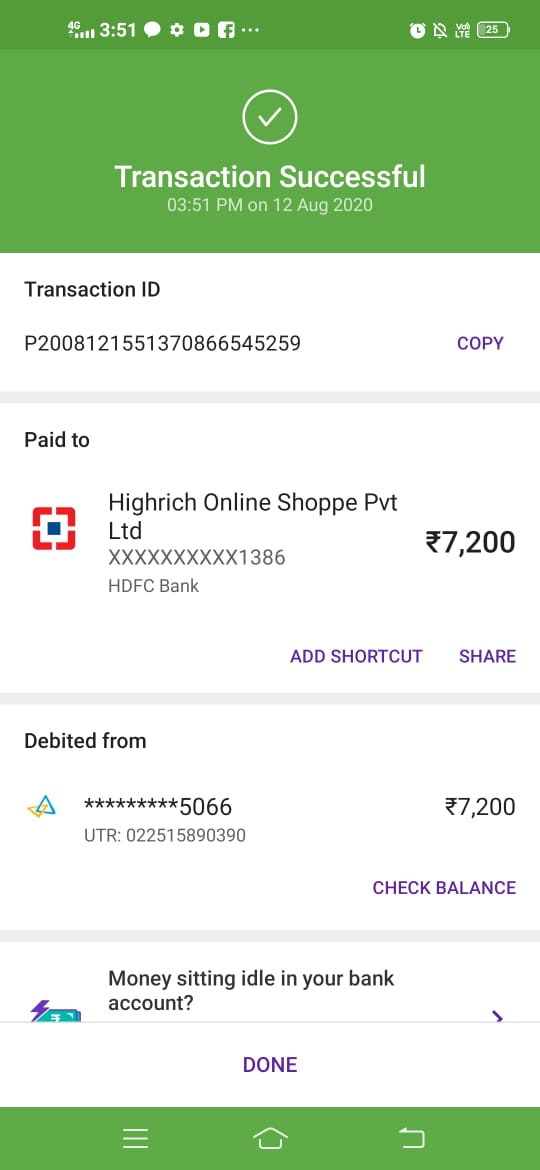 4G 3:51 ... VoI) LTE 25
Transaction Successful
03:51 PM on 12 Aug 2020
Transaction ID
P2008121551370866545259 COPY
Paid to
Highrich Online Shoppe Pvt
Ltd
₹7,200
XXXXXXXXXX1386
HDFC Bank
ADD SHORTCUT SHARE
Debited from
*********5066 ₹7,200
UTR: 022515890390
CHECK BALANCE
Money sitting idle in your bank
account?
DONE